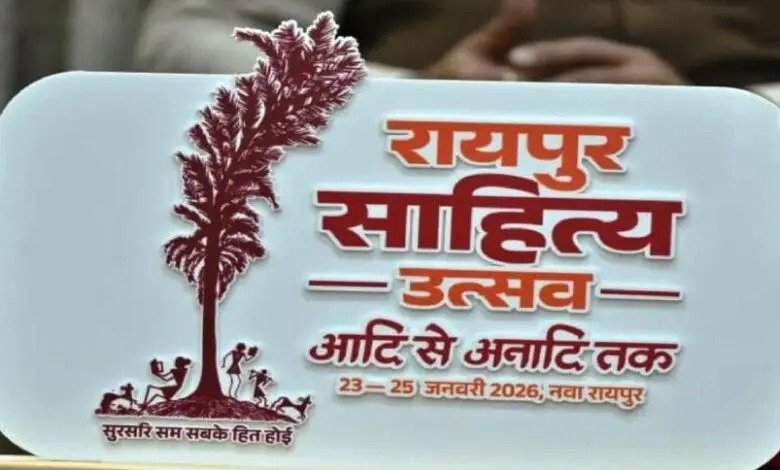 रायपुर
साहित्य
उत्सव
आदि से अनादि तक
23 — 25 जनवरी 2026, नवा रायपुर
सुरसरि सम सबके हित होई